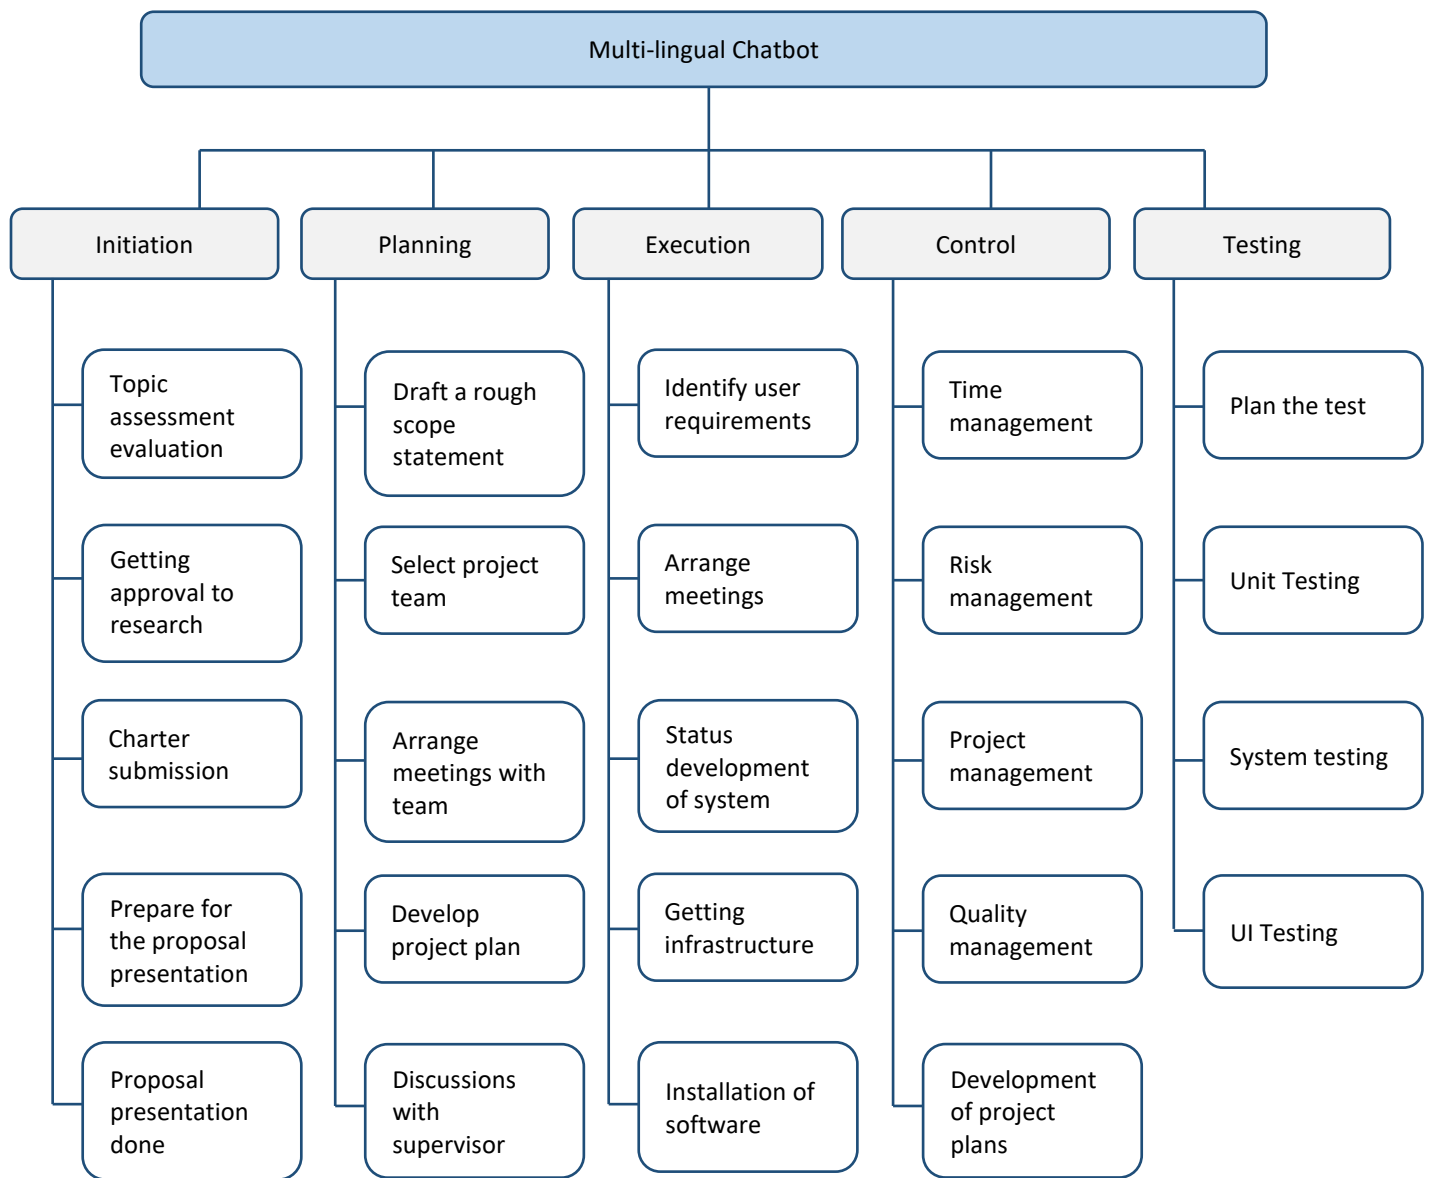 Multi-lingual Chatbot
Initiation
Planning
Execution
Control
Testing
Topic
assessment
evaluation
Getting
approval to
research
Charter
submission
Prepare for
the proposal
presentation
Proposal
presentation
done
Draft a rough
scope
statement
Select project
team
Arrange
meetings with
team
Develop
project plan
Discussions
with
supervisor
Identify user
requirements
Arrange
meetings
Status
development
of system
Getting
infrastructure
Installation of
software
Time
management
Risk
management
Project
management
Quality
management
Development
of project
plans
Plan the test
Unit Testing
System testing
UI Testing